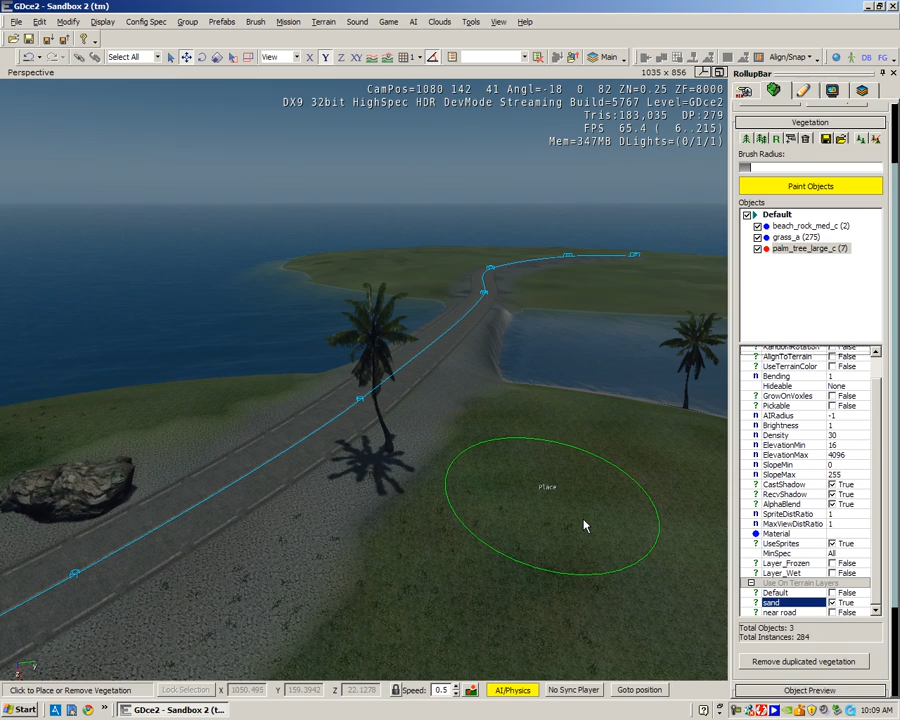 GDce2 - Sandbox 2 (tm)
File Edit Modify Display Config Spec Group Prefabs Brush Mission Terrain Sound Game AI Clouds Tools View Help
Select All View X Y Z XY 1 Main Align/Snap DB FG
Perspective 1035 x 856
RollupBar
CamPos=1080 142 41 Angl=-18 0 82 ZN=0.25 ZF=8000
DX9 32bit HighSpec HDR DevMode Streaming Build=5767 Level=GDce2
Tris:183,035 DP:279
FPS 65.4 ( 6..215)
Mem=347MB DLights=(0/1/1)
Vegetation
Brush Radius:
Paint Objects
Objects
Default
beach_rock_med_c (2)
grass_a (275)
palm_tree_large_c (7)
Place
RandomRotation False
AlignToTerrain False
UseTerrainColor False
Bending 1
Hideable None
GrowOnVoxles False
Pickable False
AIRadius -1
Brightness 1
Density 30
ElevationMin 16
ElevationMax 4096
SlopeMin 0
SlopeMax 255
CastShadow True
RecvShadow True
AlphaBlend True
SpriteDistRatio 1
MaxViewDistRatio 1
Material
UseSprites True
MinSpec All
Layer_Frozen False
Layer_Wet False
Use On Terrain Layers
Default False
sand True
near road False
Total Objects: 3
Total Instances: 284
Remove duplicated vegetation
Object Preview
Click to Place or Remove Vegetation Lock Selection X 1050.495 Y 159.3942 Z 22.1278 Speed: 0.5 AI/Physics No Sync Player Goto position
Start GDce2 - Sandbox 2 (t... 10:09 AM